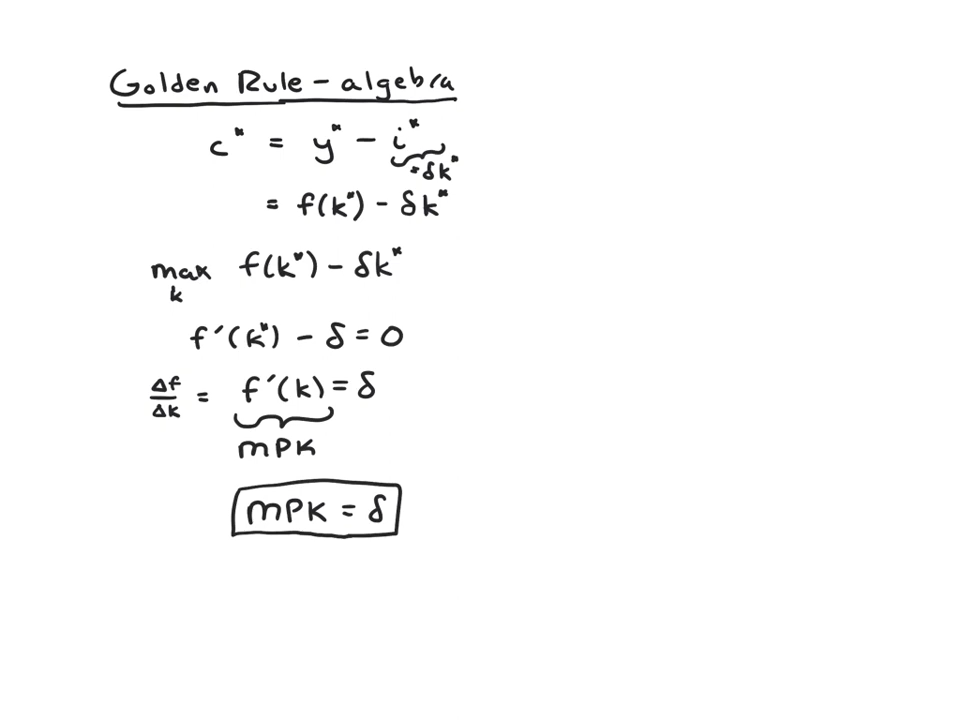 Golden Rule - algebra
c* = y* - i*
= δk*
= f(k*) - δk*
max f(k*) - δk*
k
f'(k*) - δ = 0
Δf/Δk = f'(k) = δ
MPK
MPK = δ